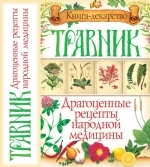 ТРАВНИК
Драгоценные рецепты
народной медицины
Книга-лекарство
ТРАВНИК
Драгоценные
рецепты
народной
медицины